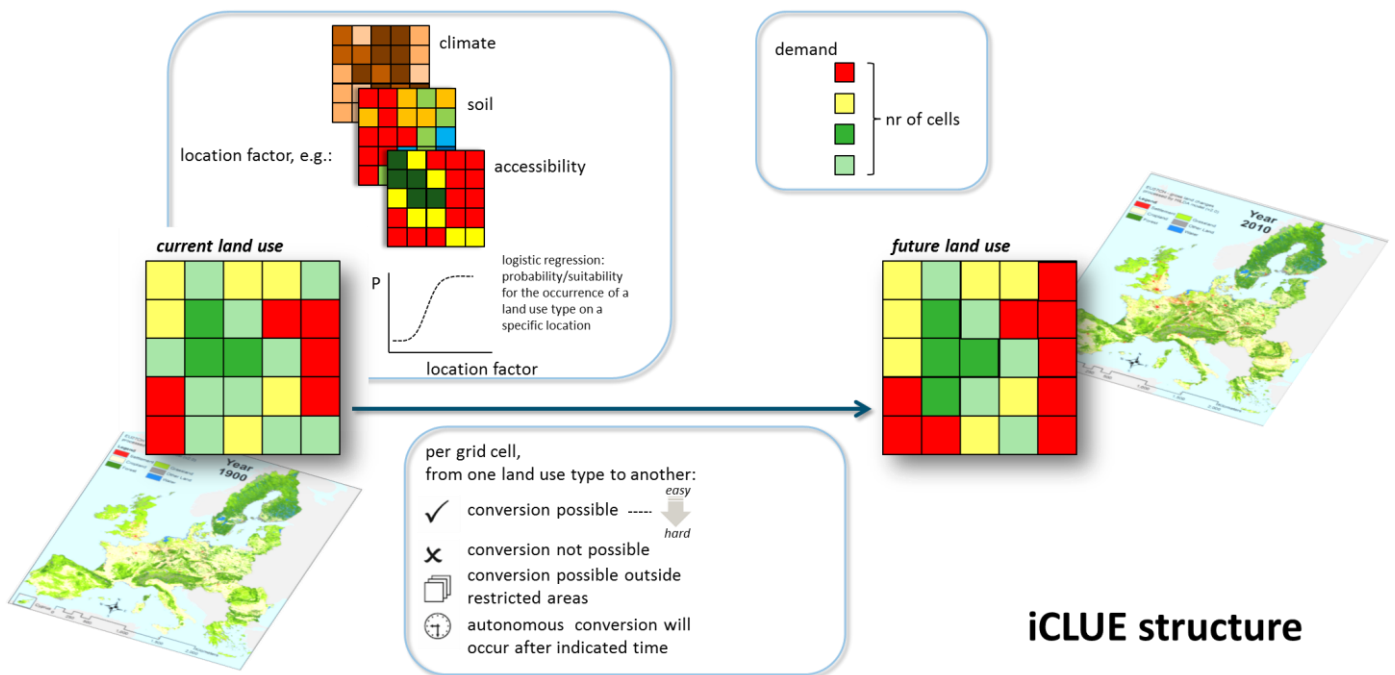 climate
soil
location factor, e.g.:
accessibility
demand
nr of cells
current land use
P
logistic regression:
probability/suitability
for the occurrence of a
land use type on a
specific location
location factor
future land use
Year
2010
Legend
Year
1900
Legend
per grid cell,
from one land use type to another:
conversion possible
easy
hard
conversion not possible
conversion possible outside
restricted areas
autonomous conversion will
occur after indicated time
iCLUE structure